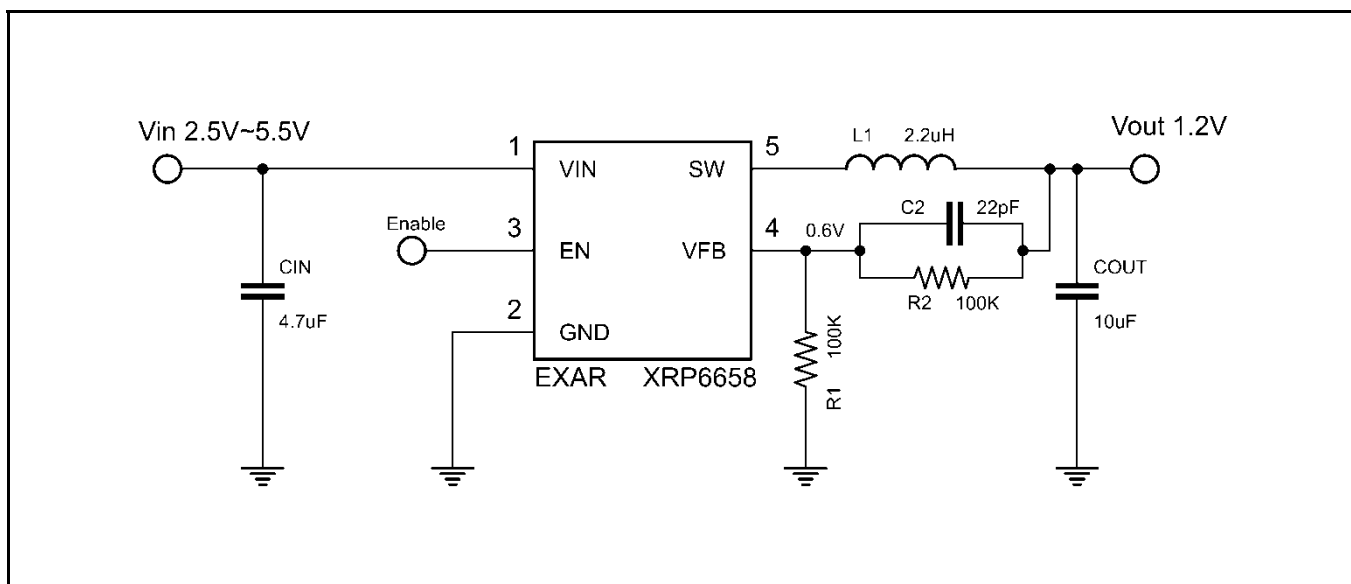 Vin 2.5V~5.5V
Vout 1.2V
1
VIN
SW
5
L1 2.2uH
Enable
3
EN
VFB
4
0.6V
C2 22pF
R2 100K
CIN
4.7uF
2
GND
R1 100K
COUT
10uF
EXAR XRP6658